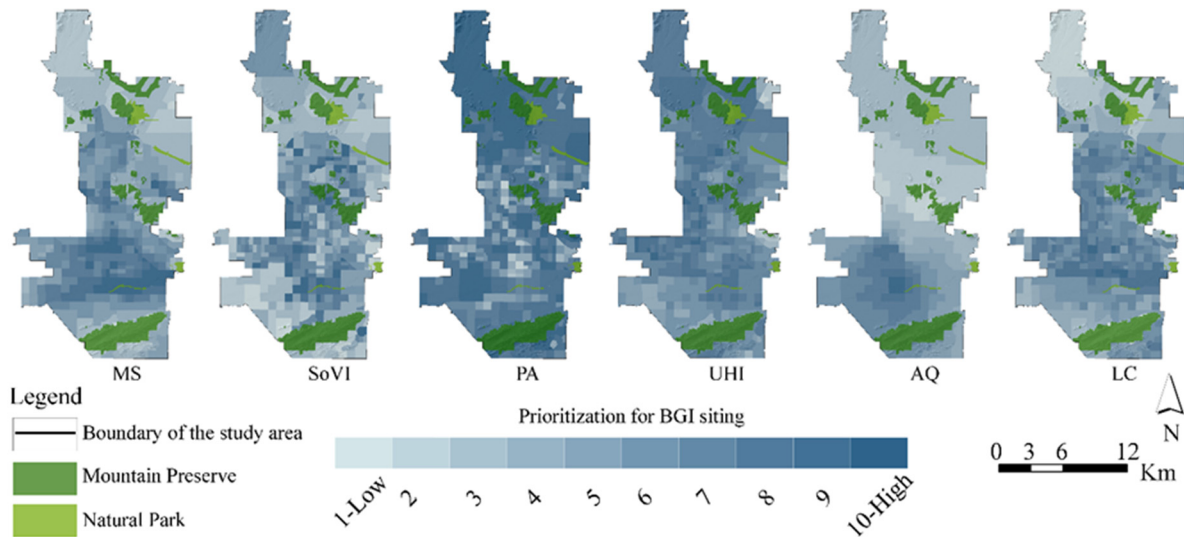 MS SoVI PA UHI AQ LC
Legend
Boundary of the study area
Mountain Preserve
Natural Park
Prioritization for BGI siting
1-Low 2 3 4 5 6 7 8 9 10-High
N
0 3 6 12
Km